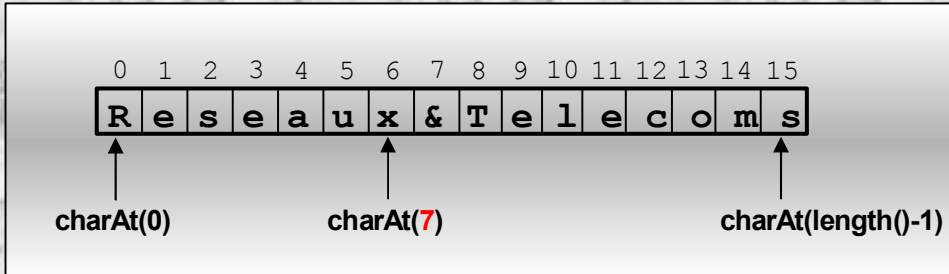 0 1 2 3 4 5 6 7 8 9 10 11 12 13 14 15
R e s e a u x & T e l e c o m s
charAt(0) charAt(7) charAt(length()-1)